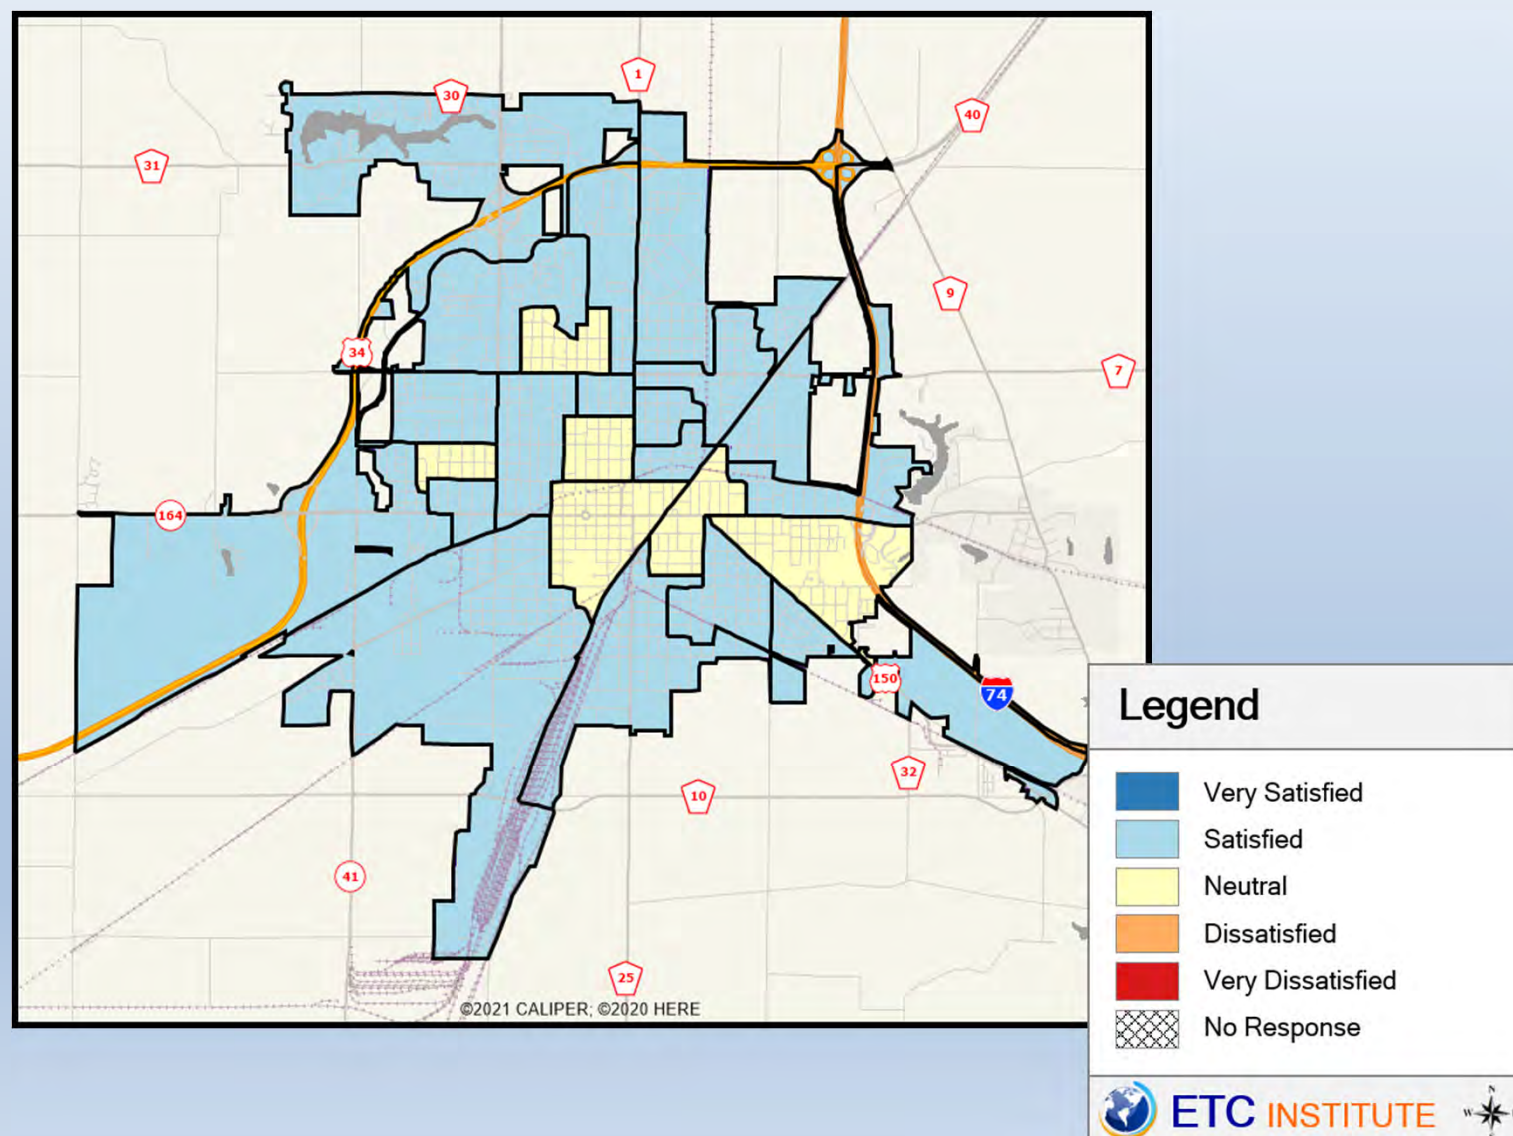 1
30
40
31
9
34
7
164
150
74
32
10
41
25
©2021 CALIPER; ©2020 HERE
Legend
Very Satisfied
Satisfied
Neutral
Dissatisfied
Very Dissatisfied
No Response
N
ETC INSTITUTE
W